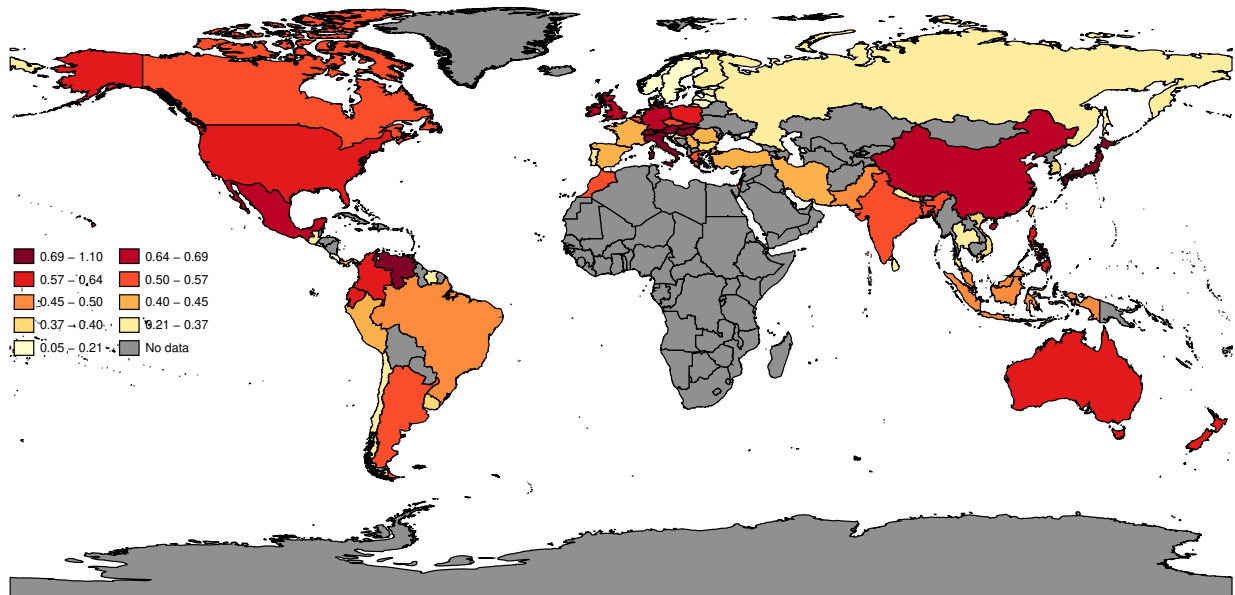 0.69 – 1.10 0.64 – 0.69
0.57 – 0.64 0.50 – 0.57
0.45 – 0.50 0.40 – 0.45
0.37 – 0.40 0.21 – 0.37
0.05 – 0.21 No data